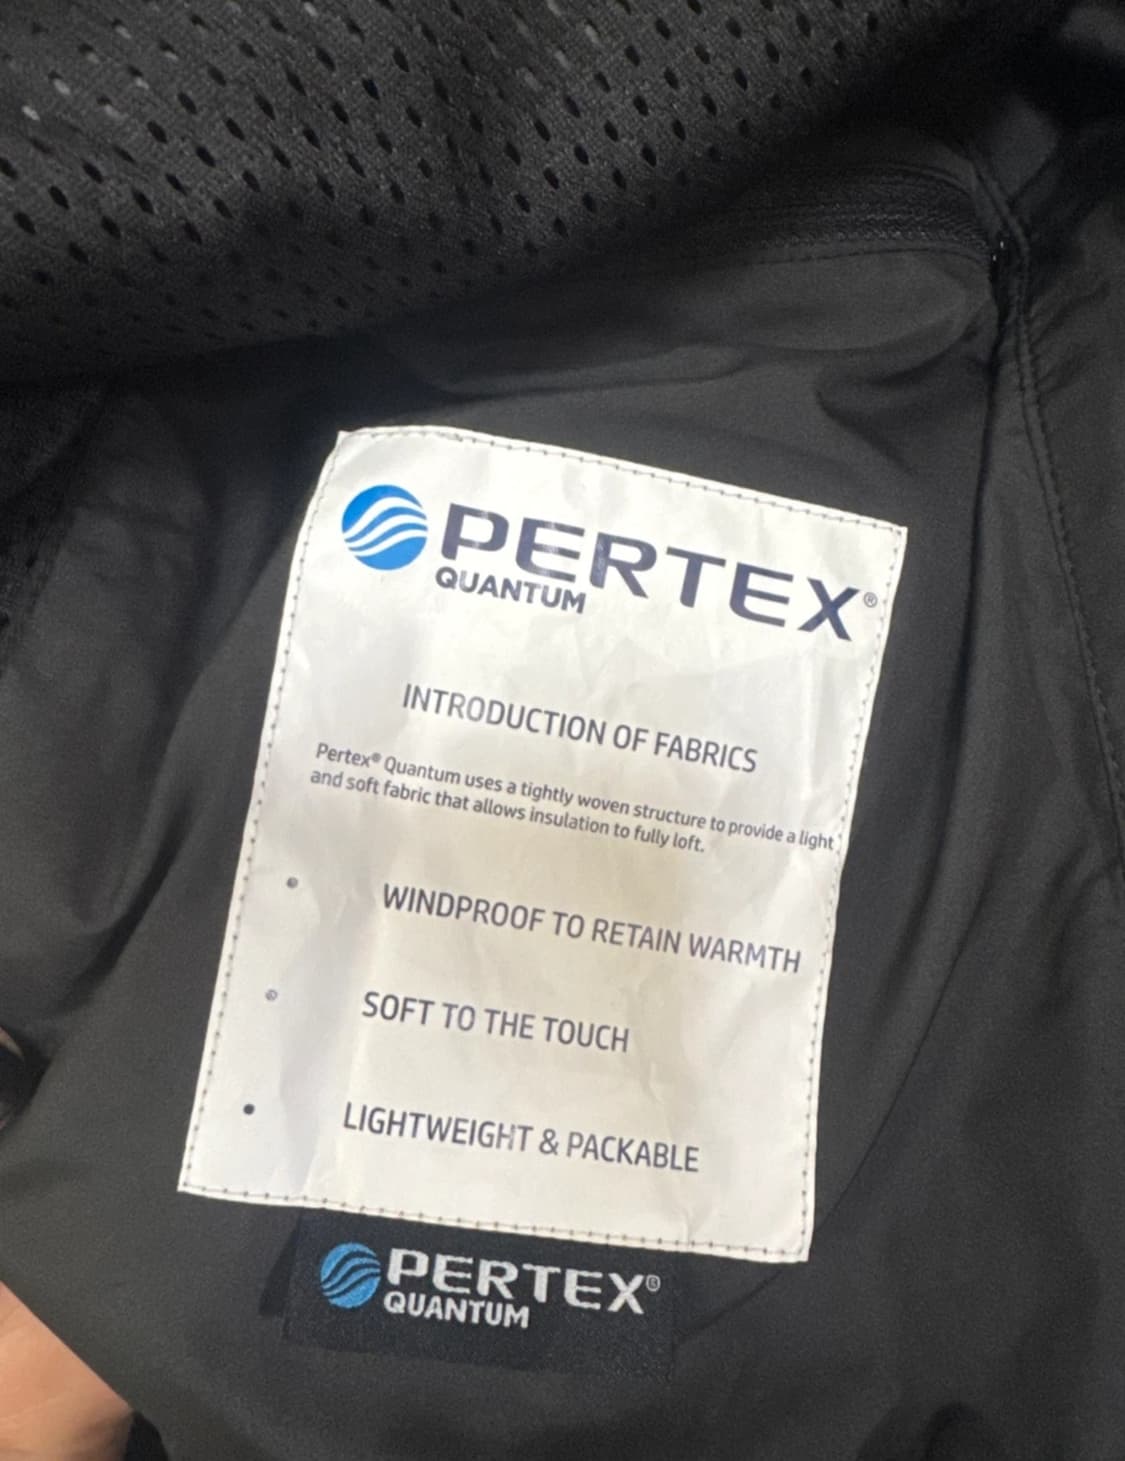 PERTEX®
QUANTUM
INTRODUCTION OF FABRICS
Pertex® Quantum uses a tightly woven structure to provide a light
and soft fabric that allows insulation to fully loft.
• WINDPROOF TO RETAIN WARMTH
• SOFT TO THE TOUCH
• LIGHTWEIGHT & PACKABLE
PERTEX®
QUANTUM